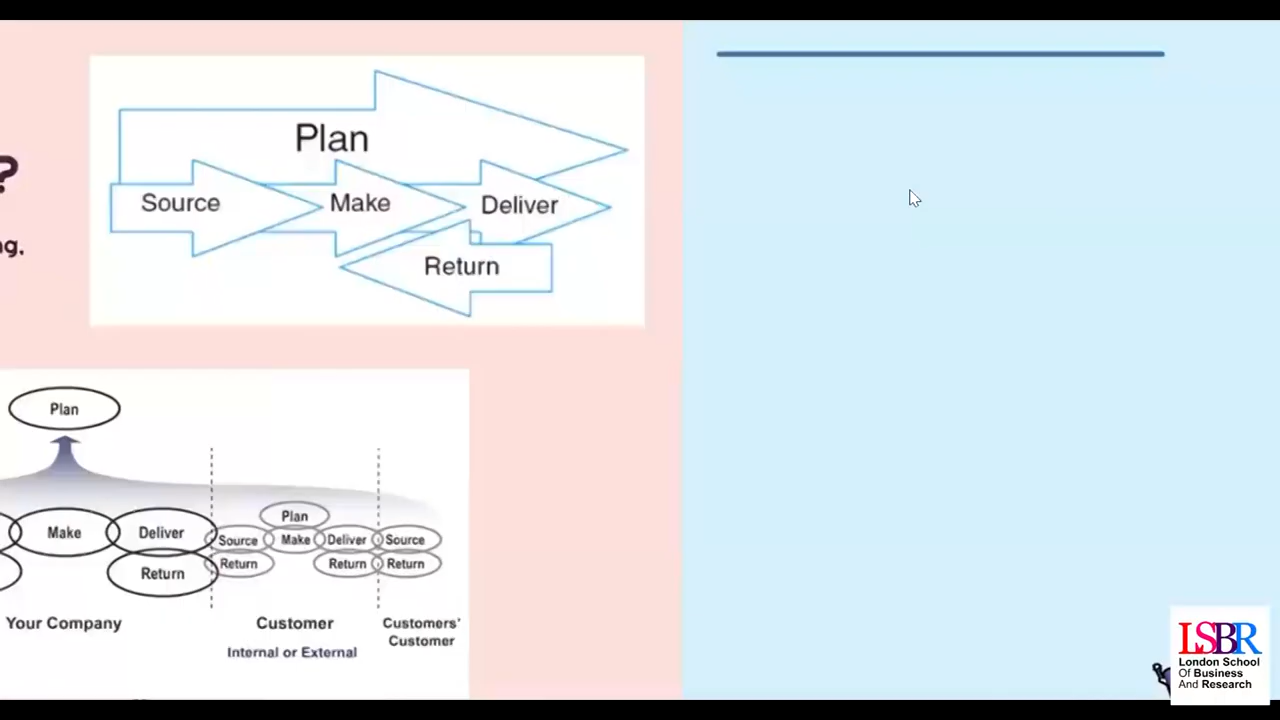 ?
ng.
Plan
Source
Make
Deliver
Return
Plan
Make
Deliver
Return
Plan
Source
Make
Deliver
Source
Return
Return
Return
Your Company
Customer
Internal or External
Customers'
Customer
LSBR
London School
Of Business
And Research